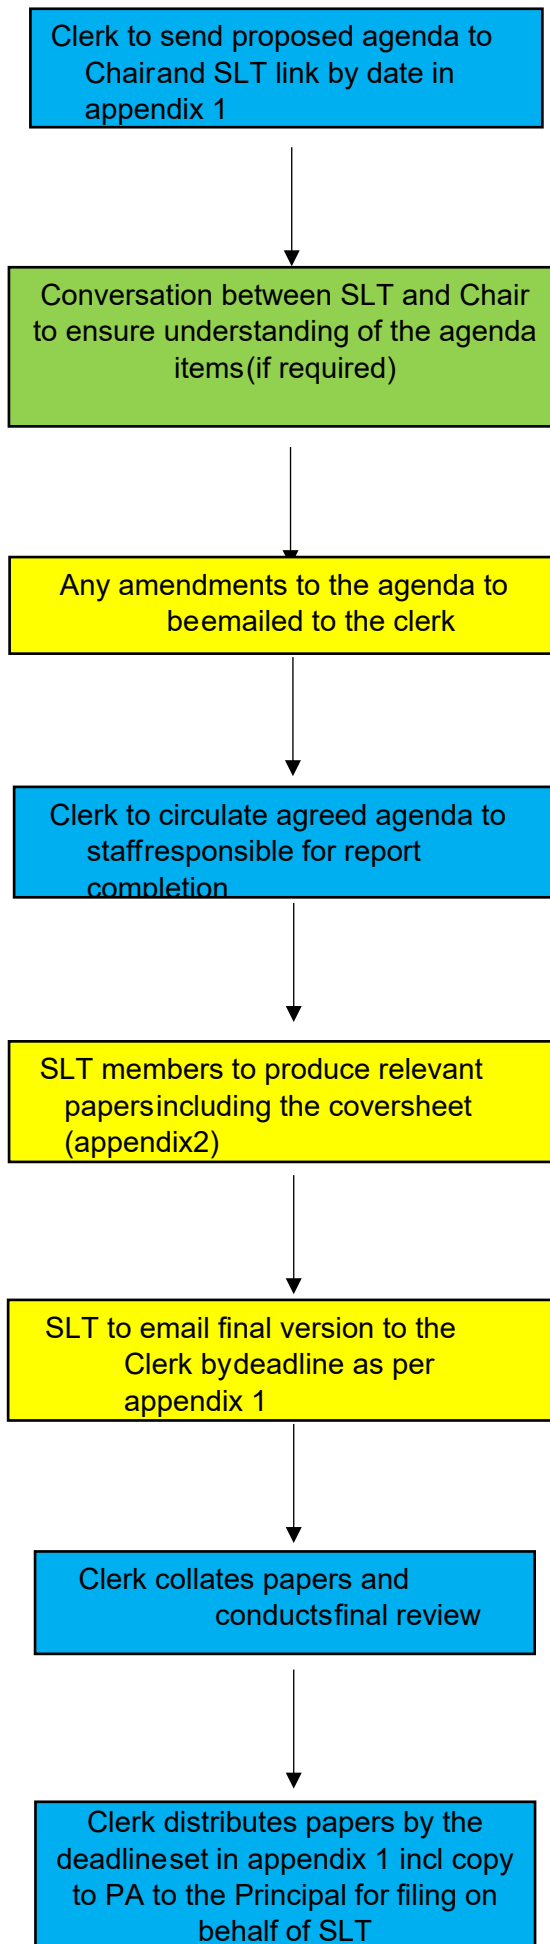 Clerk to send proposed agenda to
Chairand SLT link by date in
appendix 1
Conversation between SLT and Chair
to ensure understanding of the agenda
items(if required)
Any amendments to the agenda to
beemailed to the clerk
Clerk to circulate agreed agenda to
staffresponsible for report
completion
SLT members to produce relevant
papersincluding the coversheet
(appendix2)
SLT to email final version to the
Clerk bydeadline as per
appendix 1
Clerk collates papers and
conductsfinal review
Clerk distributes papers by the
deadlineset in appendix 1 incl copy
to PA to the Principal for filing on
behalf of SLT